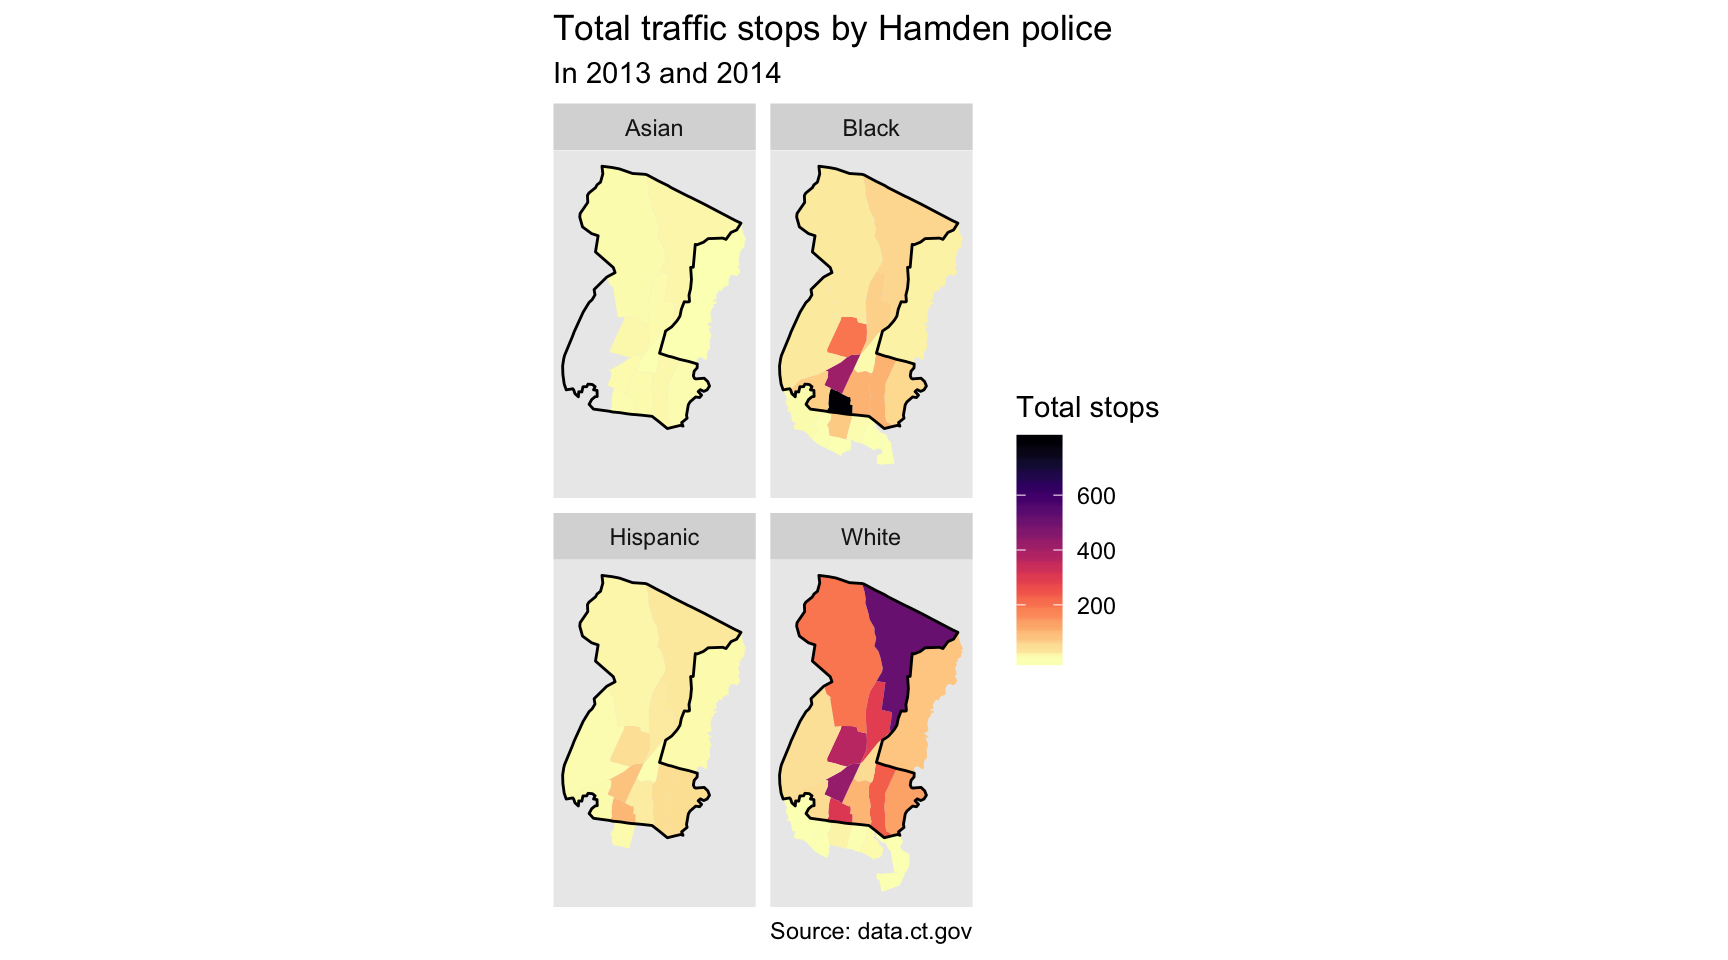 Total traffic stops by Hamden police
In 2013 and 2014
Asian
Black
Hispanic
White
Total stops
600
400
200
Source: data.ct.gov